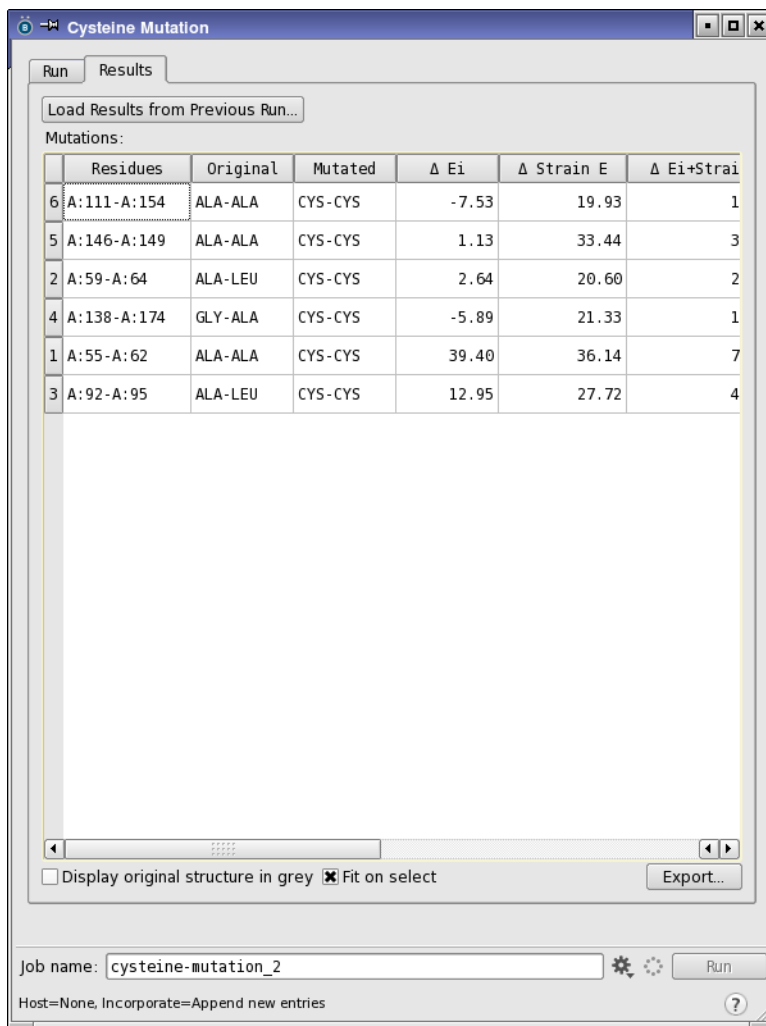 Cysteine Mutation
Run Results
Load Results from Previous Run...
Mutations:
Residues Original Mutated Δ Ei Δ Strain E Δ Ei+Strai
6 A:111-A:154 ALA-ALA CYS-CYS -7.53 19.93 1
5 A:146-A:149 ALA-ALA CYS-CYS 1.13 33.44 3
2 A:59-A:64 ALA-LEU CYS-CYS 2.64 20.60 2
4 A:138-A:174 GLY-ALA CYS-CYS -5.89 21.33 1
1 A:55-A:62 ALA-ALA CYS-CYS 39.40 36.14 7
3 A:92-A:95 ALA-LEU CYS-CYS 12.95 27.72 4
Display original structure in grey Fit on select Export...
Job name: cysteine-mutation_2 Run
Host=None, Incorporate=Append new entries ?